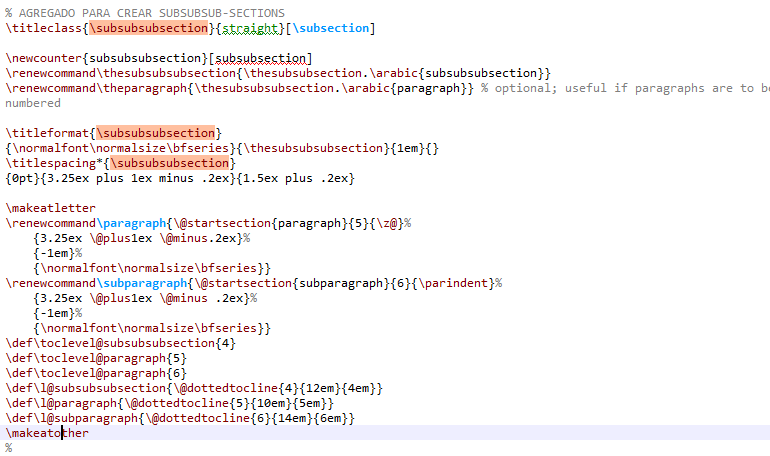 % AGREGADO PARA CREAR SUBSUBSUB-SECTIONS
\titleclass{\subsubsubsection}{straight}[\subsection]
\newcounter{subsubsubsection}[subsubsection]
\renewcommand\thesubsubsubsection{\thesubsubsection.\arabic{subsubsubsection}}
\renewcommand\theparagraph{\thesubsubsubsection.\arabic{paragraph}} % optional; useful if paragraphs are to be
numbered
\titleformat{\subsubsubsection}
{\normalfont\normalsize\bfseries}{\thesubsubsubsection}{1em}{}
\titlespacing*{\subsubsubsection}
{0pt}{3.25ex plus 1ex minus .2ex}{1.5ex plus .2ex}
\makeatletter
\renewcommand\paragraph{\@startsection{paragraph}{5}{\z@}%
{3.25ex \@plus1ex \@minus.2ex}%
{-1em}%
{\normalfont\normalsize\bfseries}}
\renewcommand\subparagraph{\@startsection{subparagraph}{6}{\parindent}%
{3.25ex \@plus1ex \@minus .2ex}%
{-1em}%
{\normalfont\normalsize\bfseries}}
\def\toclevel@subsubsubsection{4}
\def\toclevel@paragraph{5}
\def\toclevel@paragraph{6}
\def\l@subsubsubsection{\@dottedtocline{4}{12em}{4em}}
\def\l@paragraph{\@dottedtocline{5}{10em}{5em}}
\def\l@subparagraph{\@dottedtocline{6}{14em}{6em}}
\makeatother
%